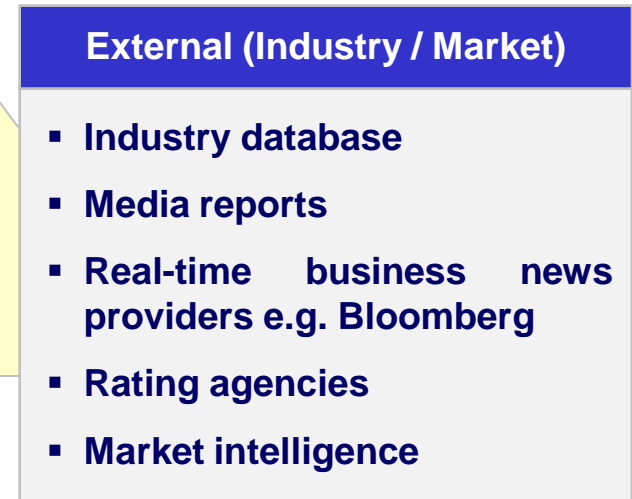 External (Industry / Market)
▪ Industry database
▪ Media reports
▪ Real-time business news
providers e.g. Bloomberg
▪ Rating agencies
▪ Market intelligence